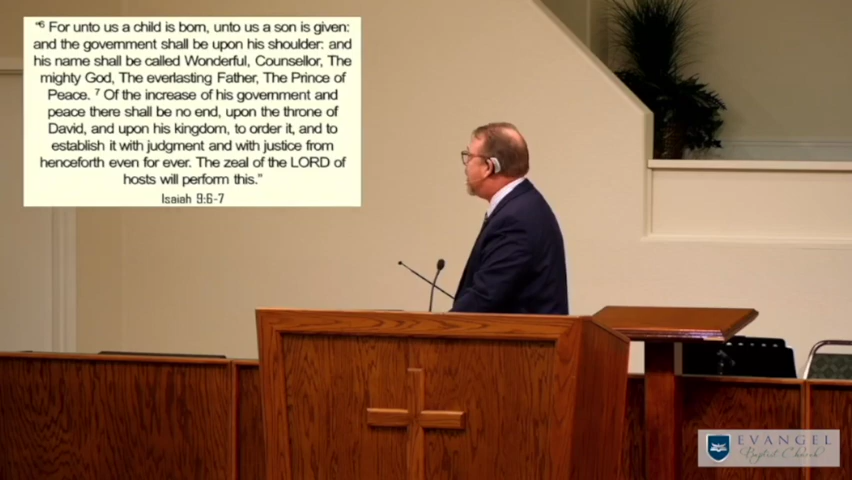 “⁶ For unto us a child is born, unto us a son is given:
and the government shall be upon his shoulder: and
his name shall be called Wonderful, Counsellor, The
mighty God, The everlasting Father, The Prince of
Peace. ⁷ Of the increase of his government and
peace there shall be no end, upon the throne of
David, and upon his kingdom, to order it, and to
establish it with judgment and with justice from
henceforth even for ever. The zeal of the LORD of
hosts will perform this.”
Isaiah 9:6-7
EVANGEL
Baptist Church